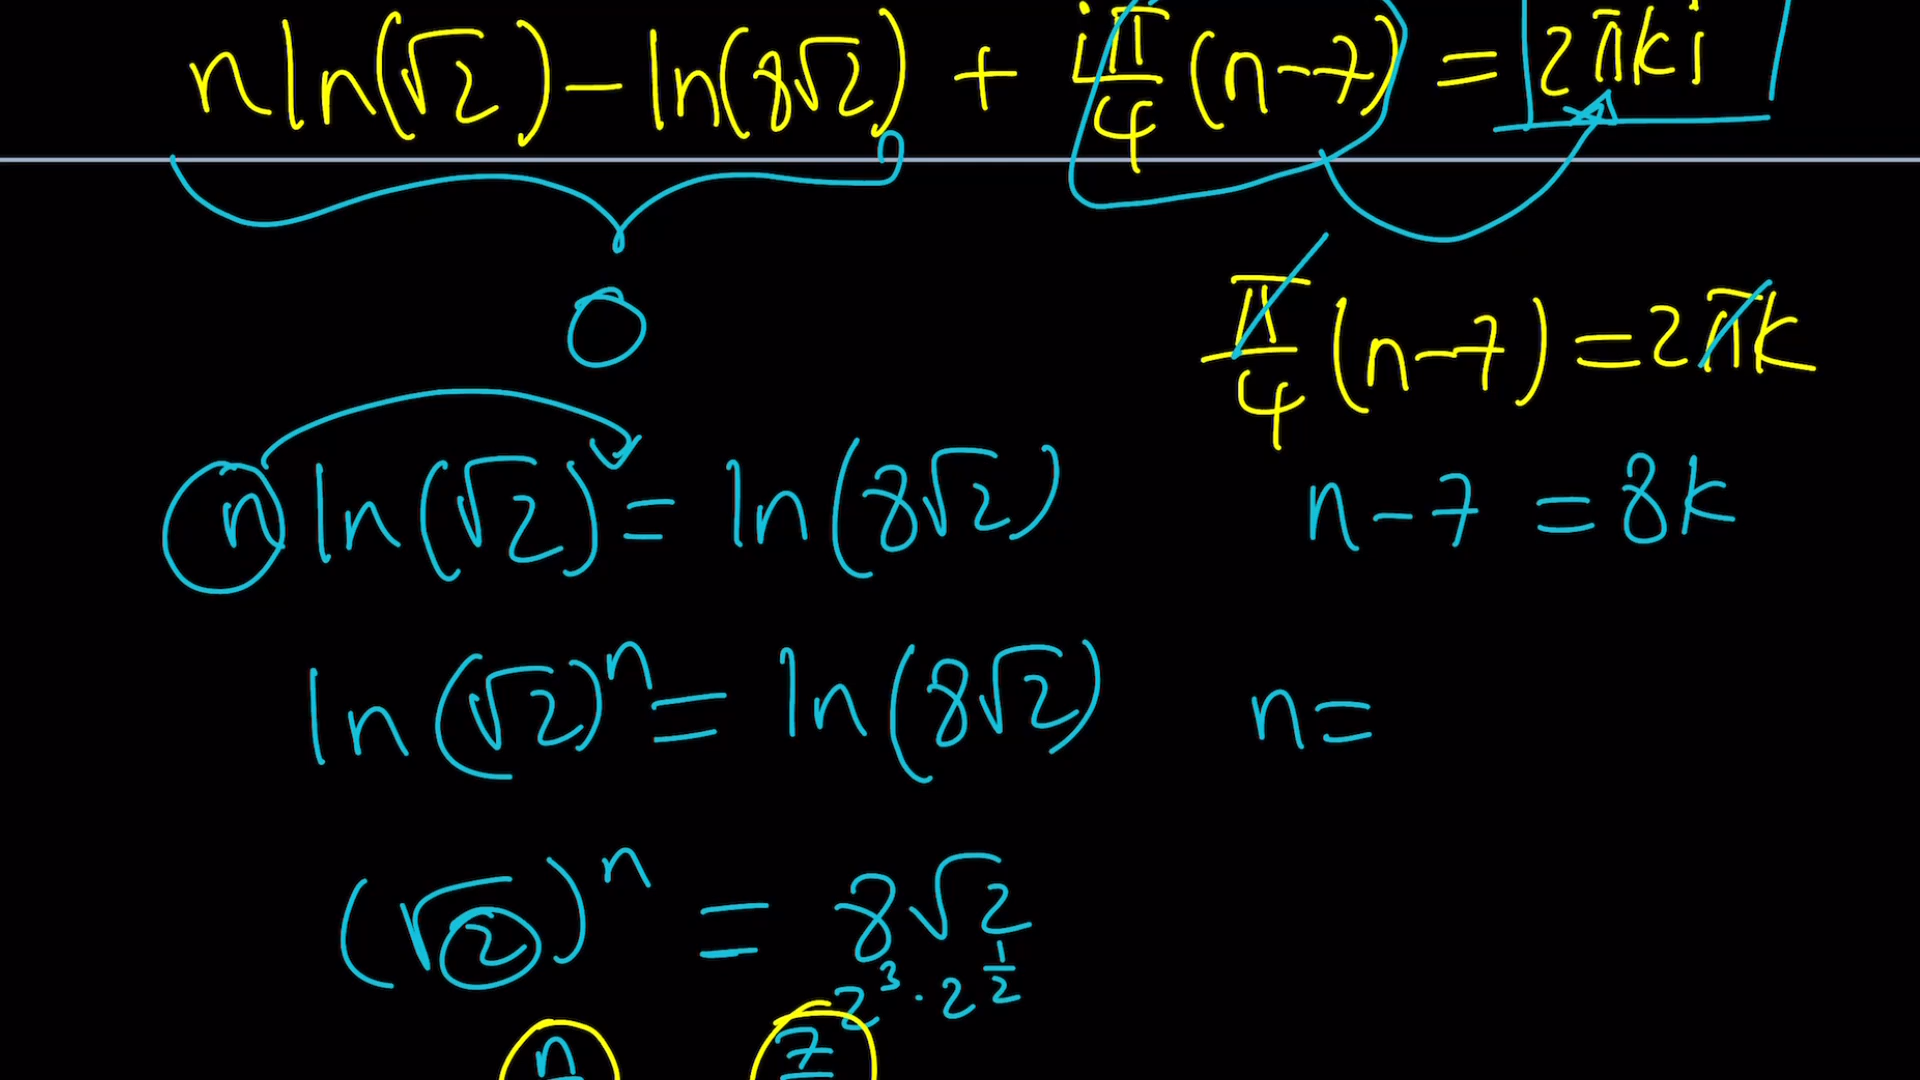 n ln(√2) - ln(8√2) + iπ/4 (n-7) = 2πki
0
π/4 (n-7) = 2πk
n ln(√2) = ln(8√2)
n-7 = 8k
ln(√2)^n = ln(8√2)
n=
(√2)^n = 8√2
2^3 · 2^1/2
n 7